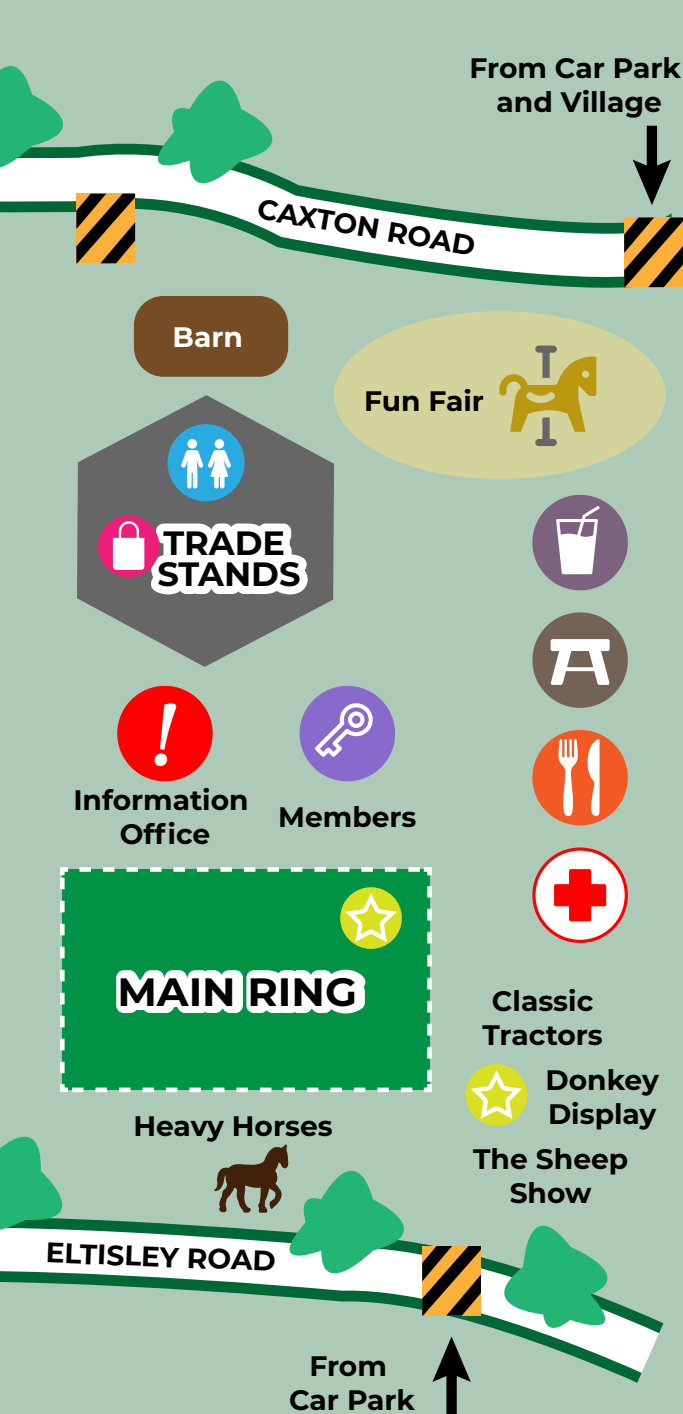 From Car Park
and Village
CAXTON ROAD
Barn
Fun Fair
TRADE
STANDS
Information
Office
Members
MAIN RING
Classic
Tractors
Donkey
Display
Heavy Horses
The Sheep
Show
ELTISLEY ROAD
From
Car Park